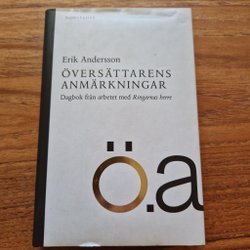 Erik Andersson
ÖVERSÄTTARENS
ANMÄRKNINGAR
Dagbok från arbetet med Ringarnas herre
ö.a